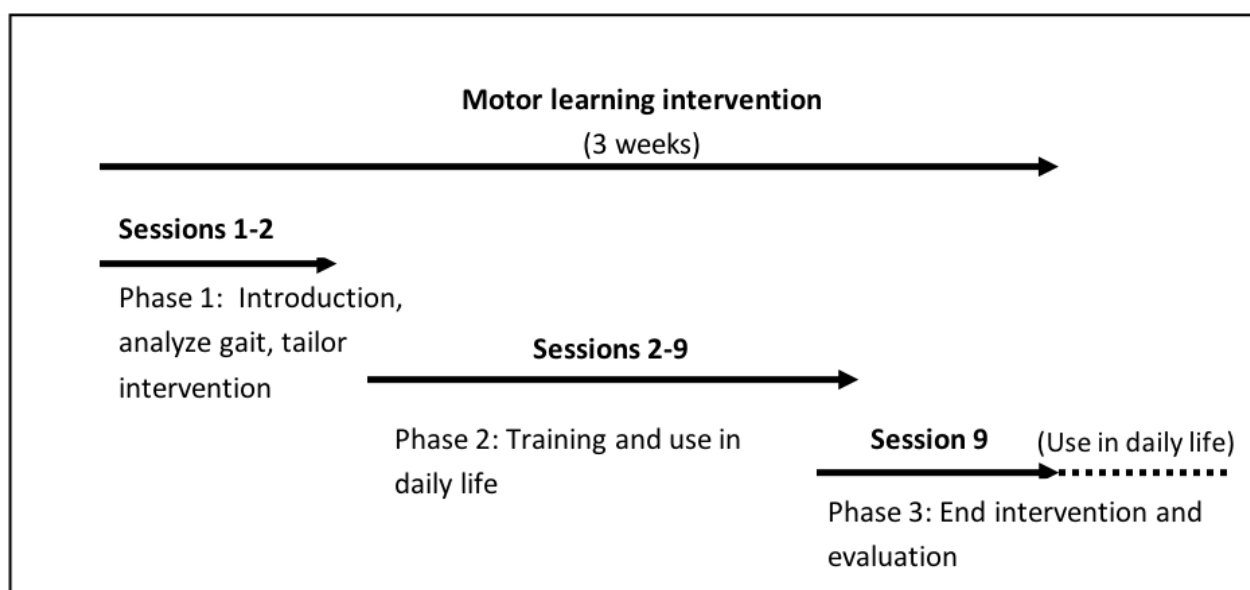 Motor learning intervention
(3 weeks)
Sessions 1-2
Phase 1:  Introduction,
analyze gait, tailor
intervention
Sessions 2-9
Phase 2: Training and use in
daily life
Session 9
(Use in daily life)
Phase 3: End intervention and
evaluation